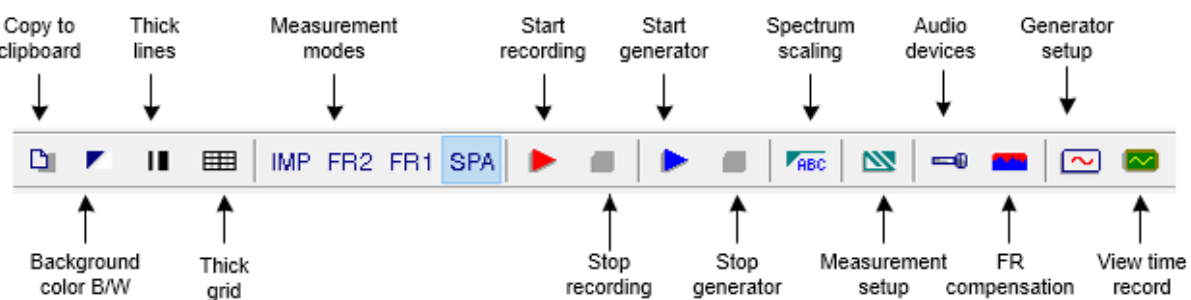 Copy to
clipboard
Thick
lines
Measurement
modes
Start
recording
Start
generator
Spectrum
scaling
Audio
devices
Generator
setup
IMP FR2 FR1 SPA ABC
Background
color B/W
Thick
grid
Stop
recording
Stop
generator
Measurement
setup
FR
compensation
View time
record